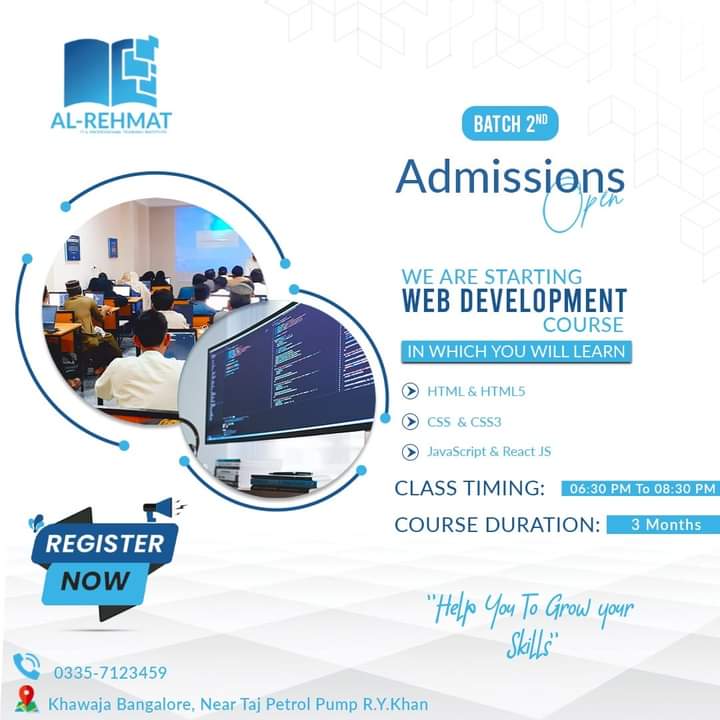 AL-REHMAT
BATCH 2ND
Admissions
Open
WE ARE STARTING
WEB DEVELOPMENT
COURSE
IN WHICH YOU WILL LEARN
HTML & HTML5
CSS & CSS3
JavaScript & React JS
CLASS TIMING: 06:30 PM To 08:30 PM
COURSE DURATION: 3 Months
REGISTER
NOW
"Help You To Grow your
Skills"
0335-7123459
Khawaja Bangalore, Near Taj Petrol Pump R.Y.Khan